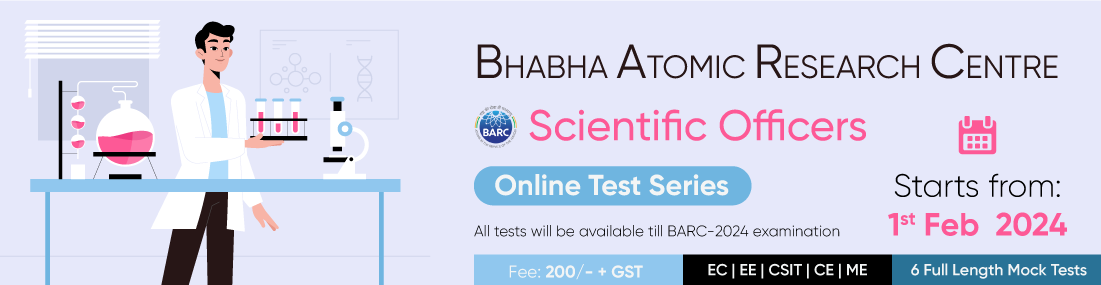 BHABHA ATOMIC RESEARCH CENTRE
BARC
Scientific Officers
Online Test Series
All tests will be available till BARC-2024 examination
Starts from:
1st Feb 2024
Fee: 200/- + GST
EC | EE | CSIT | CE | ME
6 Full Length Mock Tests